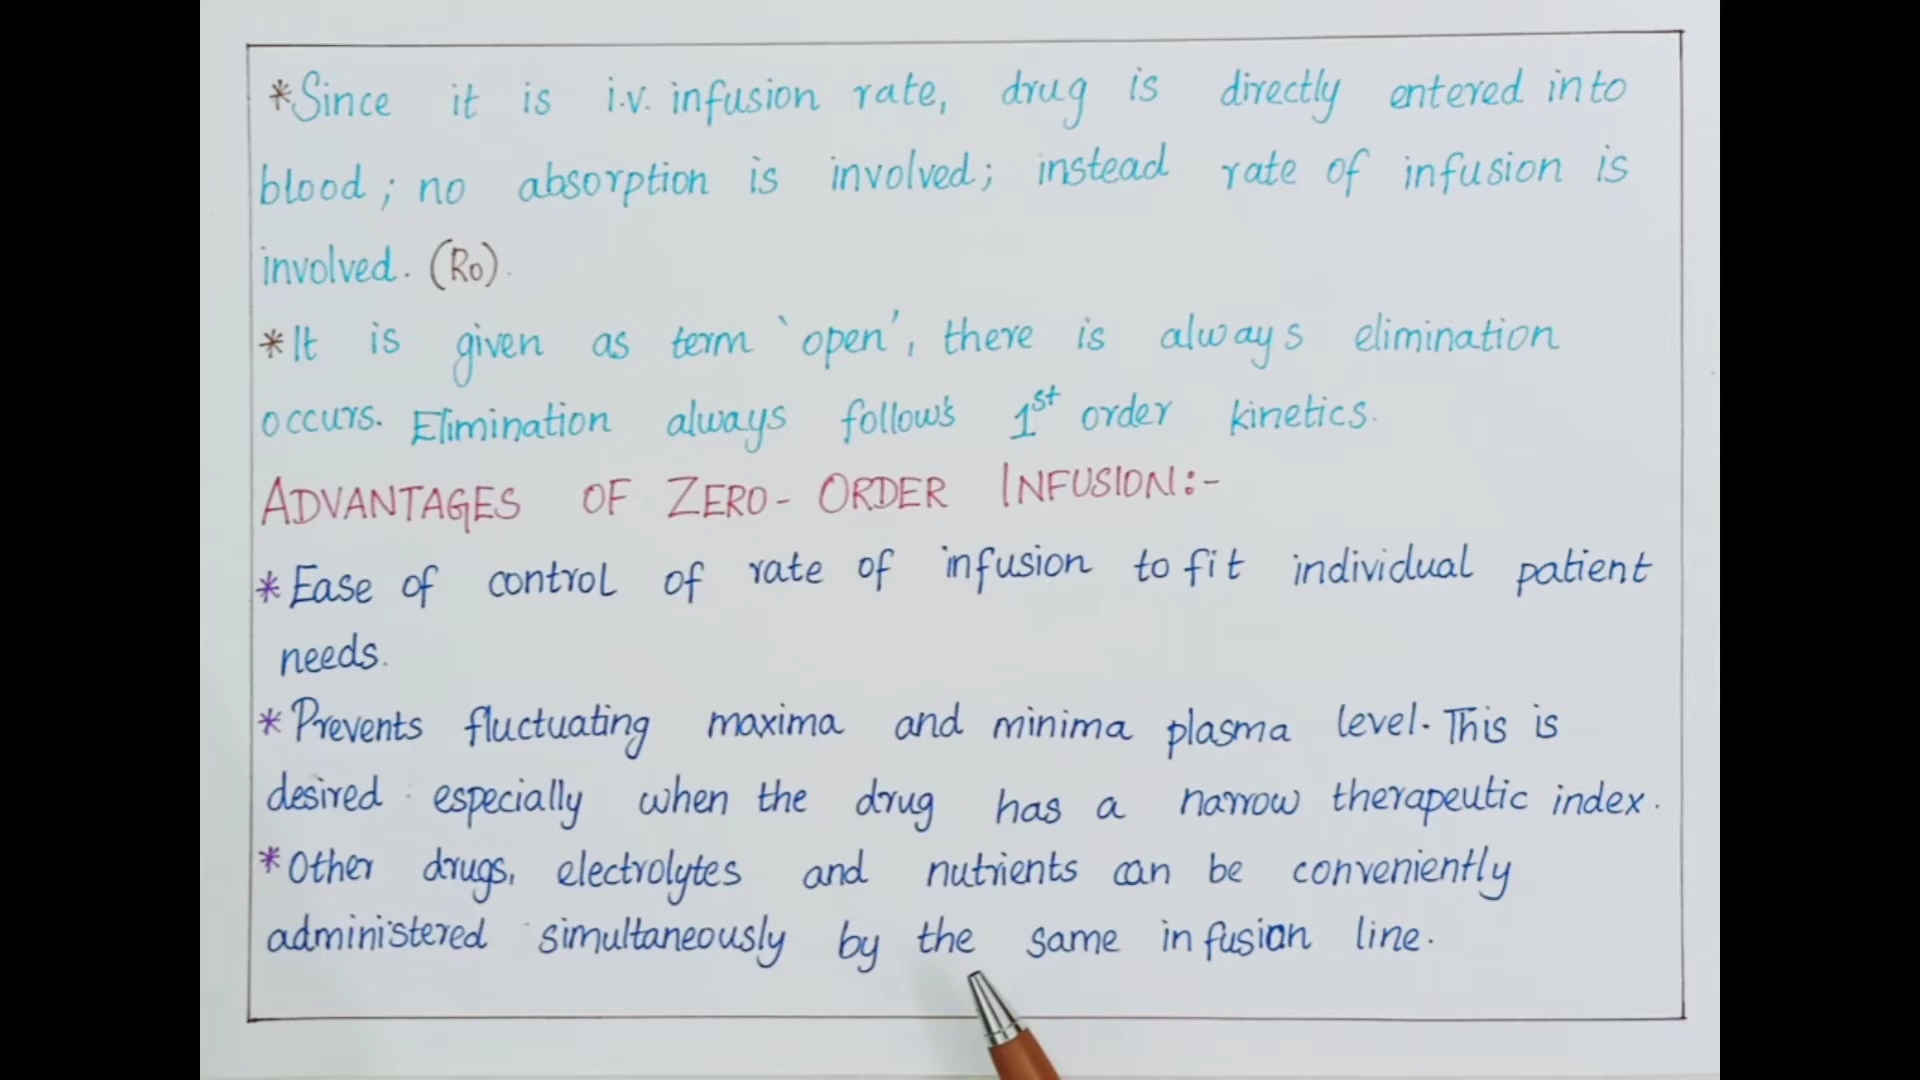 *Since it is i.v. infusion rate, drug is directly entered into
blood; no absorption is involved; instead rate of infusion is
involved. (R0).
*It is given as term `open', there is always elimination
occurs. Elimination always follow's 1st order kinetics.
ADVANTAGES OF ZERO-ORDER INFUSION:-
*Ease of control of rate of infusion to fit individual patient
needs.
*Prevents fluctuating maxima and minima plasma level. This is
desired especially when the drug has a narrow therapeutic index.
*Other drugs, electrolytes and nutrients can be conveniently
administered simultaneously by the same infusion line.